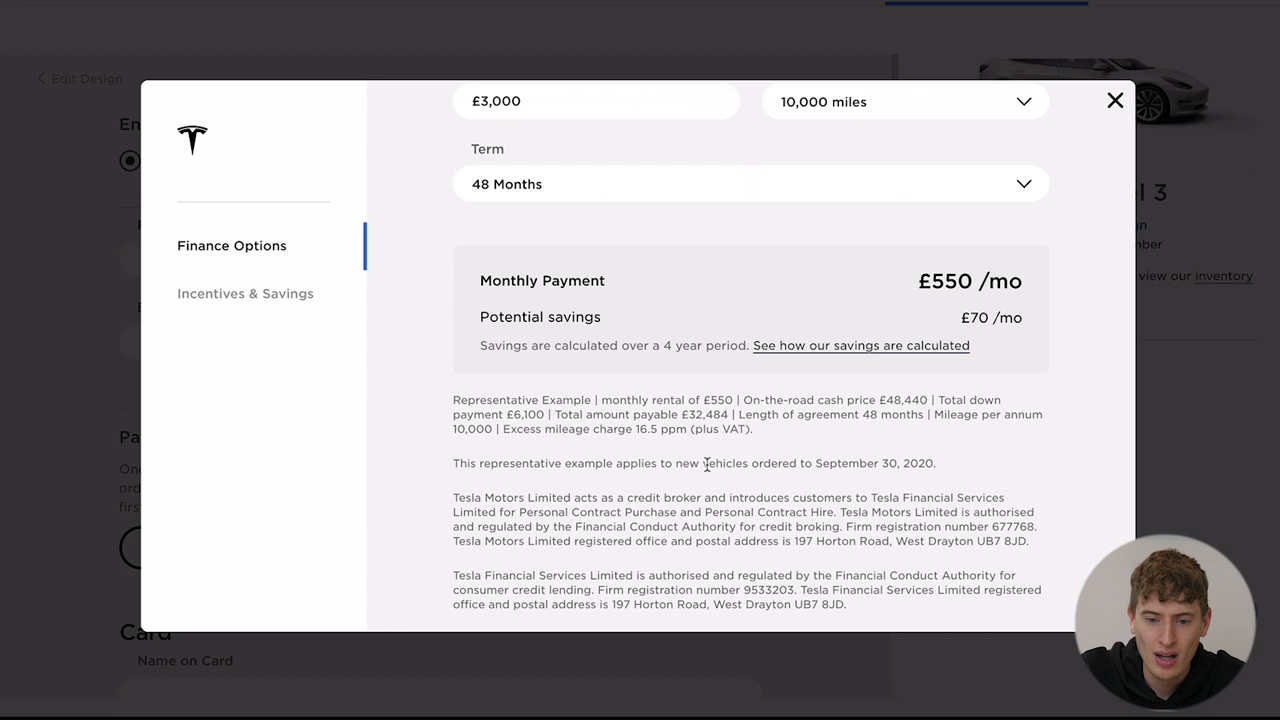 Edit Design
£3,000
10,000 miles
En
Term
48 Months
l 3
Finance Options
n
mber
Incentives & Savings
view our inventory
Monthly Payment
£550 /mo
Potential savings
£70 /mo
Savings are calculated over a 4 year period. See how our savings are calculated
Representative Example | monthly rental of £550 | On-the-road cash price £48,440 | Total down
payment £6,100 | Total amount payable £32,484 | Length of agreement 48 months | Mileage per annum
10,000 | Excess mileage charge 16.5 ppm (plus VAT).
Pa
This representative example applies to new vehicles ordered to September 30, 2020.
One
ord
first
Tesla Motors Limited acts as a credit broker and introduces customers to Tesla Financial Services
Limited for Personal Contract Purchase and Personal Contract Hire. Tesla Motors Limited is authorised
and regulated by the Financial Conduct Authority for credit broking. Firm registration number 677768.
Tesla Motors Limited registered office and postal address is 197 Horton Road, West Drayton UB7 8JD.
Tesla Financial Services Limited is authorised and regulated by the Financial Conduct Authority for
consumer credit lending. Firm registration number 9533203. Tesla Financial Services Limited registered
office and postal address is 197 Horton Road, West Drayton UB7 8JD.
Card
Name on Card